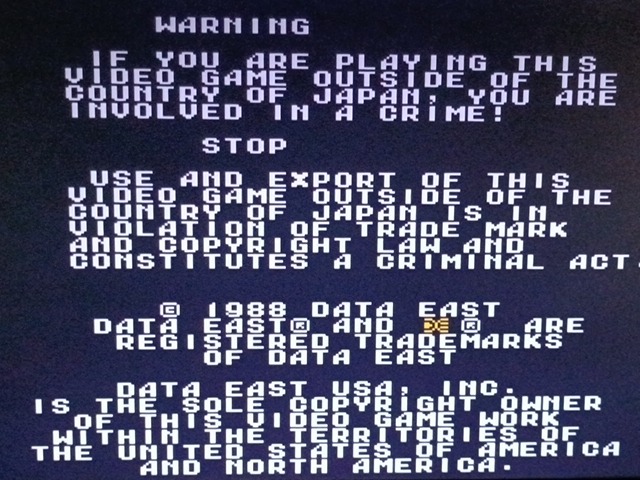 WARNING
IF YOU ARE PLAYING THIS
VIDEO GAME OUTSIDE OF THE
COUNTRY OF JAPAN, YOU ARE
INVOLVED IN A CRIME!
STOP
USE AND EXPORT OF THIS
VIDEO GAME OUTSIDE OF THE
COUNTRY OF JAPAN IS IN
VIOLATION OF TRADE MARK
AND COPYRIGHT LAW AND
CONSTITUTES A CRIMINAL ACT.
© 1988 DATA EAST
DATA EAST® AND DE ® ARE
REGISTERED TRADEMARKS
OF DATA EAST
DATA EAST USA, INC.
IS THE SOLE COPYRIGHT OWNER
OF THIS VIDEO GAME WORK
WITHIN THE TERRITORIES OF
THE UNITED STATES OF AMERICA
AND NORTH AMERICA.